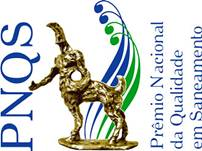 PNQS
Prêmio Nacional
da Qualidade
em Saneamento